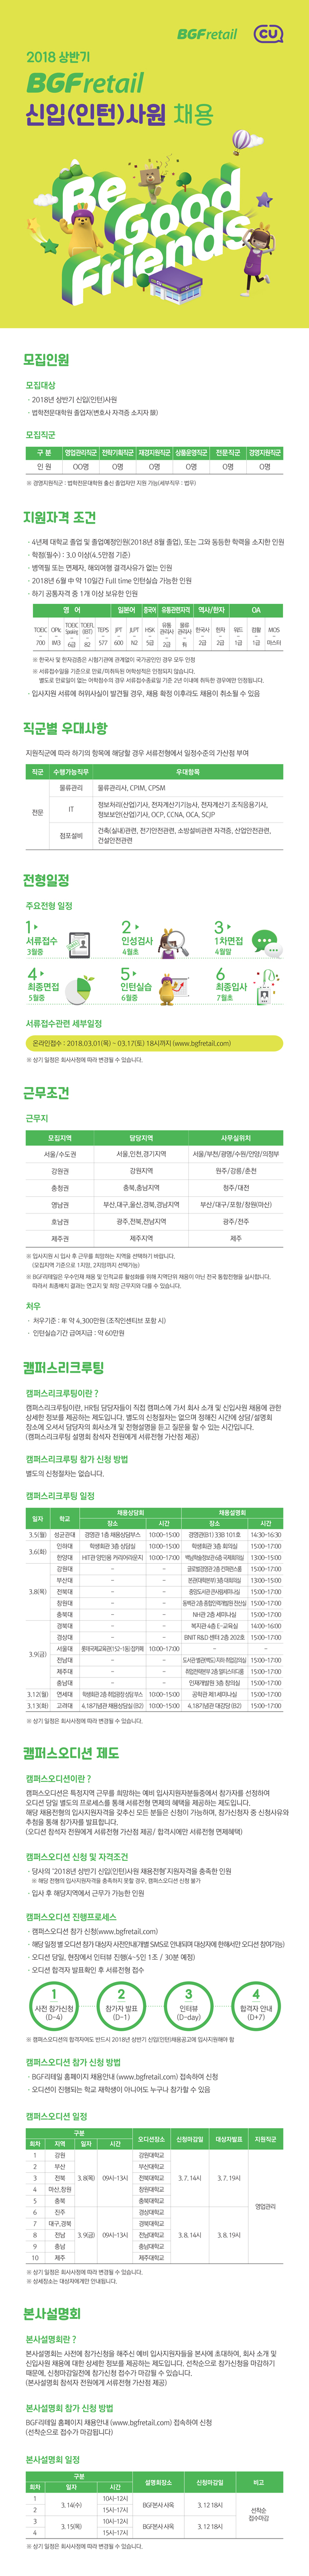 BGFretail CU
2018 상반기
BGFretail
신입(인턴)사원 채용
Be
Good
Friends
모집인원
모집대상
· 2018년 상반기 신입(인턴)사원
· 법학전문대학원 졸업자(변호사 자격증 소지자 限)
모집직군
구 분 영업관리직군 전략기획직군 재경지원직군 상품운영직군 전문직군 경영지원직군
인 원 OO명 O명 O명 O명 O명 O명
※ 경영지원직군 : 법학전문대학원 출신 졸업자만 지원 가능(세부직무 : 법무)
지원자격 조건
· 4년제 대학교 졸업 및 졸업예정인원(2018년 8월 졸업), 또는 그와 동등한 학력을 소지한 인원
· 학점(필수) : 3.0 이상(4.5만점 기준)
· 병역필 또는 면제자, 해외여행 결격사유가 없는 인원
· 2018년 6월 中 약 10일간 Full time 인턴실습 가능한 인원
· 하기 공통자격 중 1개 이상 보유한 인원
영 어 일본어 중국어 유통관련자격 역사/한자 OA
TOEIC OPIc TOEIC Speaking TOEFL (IBT) TEPS JPT JLPT HSK 유통관리사 물류관리사 한국사 한자 워드 컴활 MOS
700 IM3 6급 82 577 600 N2 5급 2급 有 2급 2급 1급 1급 마스터
※ 한국사 및 한자검증은 시험기관에 관계없이 국가공인인 경우 모두 인정
※ 서류접수일을 기준으로 만료/미취득된 어학성적은 인정되지 않습니다.
별도로 만료일이 없는 어학점수의 경우 서류접수종료일 기준 2년 이내에 취득한 경우에만 인정됩니다.
· 입사지원 서류에 허위사실이 발견될 경우, 채용 확정 이후라도 채용이 취소될 수 있음
직군별 우대사항
지원직군에 따라 하기의 항목에 해당할 경우 서류전형에서 일정수준의 가산점 부여
직군 수행가능직무 우대항목
전문
물류관리 물류관리사, CPIM, CPSM
IT 정보처리(산업)기사, 전자계산기기능사, 전자계산기 조직응용기사,
정보보안(산업)기사, OCP, CCNA, OCA, SCJP
점포설비 건축(실내)관련, 전기안전관련, 소방설비관련 자격증, 산업안전관련,
건설안전관련
전형일정
주요전형 일정
1
서류접수
3월중
2
인성검사
4월초
3
1차면접
4월말
4
최종면접
5월중
5
인턴실습
6월중
6
최종입사
7월초
서류접수관련 세부일정
온라인접수 : 2018.03.01(목) ~ 03.17(토) 18시까지 (www.bgfretail.com)
※ 상기 일정은 회사사정에 따라 변경될 수 있습니다.
근무조건
근무지
모집지역 담당지역 사무실위치
서울/수도권 서울,인천,경기지역 서울/부천/광명/수원/안양/의정부
강원권 강원지역 원주/강릉/춘천
충청권 충북,충남지역 청주/대전
영남권 부산,대구,울산,경북,경남지역 부산/대구/포항/창원(마산)
호남권 광주,전북,전남지역 광주/전주
제주권 제주지역 제주
※ 입사지원 시 입사 후 근무를 희망하는 지역을 선택하기 바랍니다.
(모집지역 기준으로 1지망, 2지망까지 선택가능)
※ BGF리테일은 우수인재 채용 및 인적교류 활성화를 위해 지역단위 채용이 아닌 전국 통합전형을 실시합니다.
따라서 최종배치 결과는 연고지 및 희망 근무지와 다를 수 있습니다.
처우
· 처우기준 : 年 약 4,300만원 (조직인센티브 포함 시)
· 인턴실습기간 급여지급 : 약 60만원
캠퍼스리크루팅
캠퍼스리크루팅이란 ?
캠퍼스리크루팅이란, HR팀 담당자들이 직접 캠퍼스에 가서 회사 소개 및 신입사원 채용에 관한
상세한 정보를 제공하는 제도입니다. 별도의 신청절차는 없으며 정해진 시간에 상담/설명회
장소에 오셔서 담당자의 회사소개 및 전형설명을 듣고 질문을 할 수 있는 시간입니다.
(캠퍼스리크루팅 설명회 참석자 전원에게 서류전형 가산점 제공)
캠퍼스리크루팅 참가 신청 방법
별도의 신청절차는 없습니다.
캠퍼스리크루팅 일정
일자 학교 채용상담회 채용설명회
장소 시간 장소 시간
3.5(월) 성균관대 경영관 1층 채용상담부스 10:00~15:00 경영관(B1) 33B 101호 14:30~16:30
3.6(화) 인하대 학생회관 3층 상담실 10:00~15:00 학생회관 3층 회의실 15:00~17:00
한양대 HIT관 양민용 커리어라운지 10:00~17:00 백남학술정보관 6층 국제회의실 13:00~15:00
3.8(목) 강원대 - - 글로벌경영관 2층 컨퍼런스룸 15:00~17:00
부산대 - - 본관(대학본부) 3층 대회의실 13:00~15:00
전북대 - - 중앙도서관 큰사람세미나실 15:00~17:00
창원대 - - 동백관 2층 종합인력개발원 전산실 15:00~17:00
충북대 - - NH관 2층 세미나실 15:00~17:00
3.9(금) 경북대 - - 복지관 4층 E-교육실 14:00~16:00
경상대 - - BNIT R&D 센터 2층 202호 15:00~17:00
서울대 롯데국제교육관(152-1동) 접키체 10:00~17:00 - -
전남대 - - 도서관 별관(백도) 지하 취업강의실 15:00~17:00
제주대 - - 취업전략본부 2층 멀티스터디룸 15:00~17:00
충남대 - - 인재개발원 3층 창의실 15:00~17:00
3.12(월) 연세대 학생회관 2층 취업광장 상담 부스 10:00~15:00 공학관 제1세미나실 15:00~17:00
3.13(화) 고려대 4.18기념관 채용상담실 (B2) 10:00~15:00 4.18기념관 대강당 (B2) 15:00~17:00
※ 상기 일정은 회사사정에 따라 변경될 수 있습니다.
캠퍼스오디션 제도
캠퍼스오디션이란 ?
캠퍼스오디션은 특정지역 근무를 희망하는 예비 입사지원자분들중에서 참가자를 선정하여
오디션 당일 별도의 프로세스를 통해 서류전형 면제의 혜택을 제공하는 제도입니다.
해당 채용전형의 입사지원자격을 갖추신 모든 분들은 신청이 가능하며, 참가신청자 중 신청사유와
추첨을 통해 참가자를 발표합니다.
(오디션 참석자 전원에게 서류전형 가산점 제공/ 합격시에만 서류전형 면제혜택)
캠퍼스오디션 신청 및 자격조건
· 당사의 "2018년 상반기 신입(인턴)사원 채용전형"지원자격을 충족한 인원
※ 해당 전형의 입사지원자격을 충족하지 못할 경우, 캠퍼스오디션 신청 불가
· 입사 후 해당지역에서 근무가 가능한 인원
캠퍼스오디션 진행프로세스
· 캠퍼스오디션 참가 신청(www.bgfretail.com)
· 해당 일정 별 오디션 참가 대상자 사전안내(개별 SMS로 안내되며 대상자에 한해서만 오디션 참여가능)
· 오디션 당일, 현장에서 인터뷰 진행(4~5인 1조 / 30분 예정)
· 오디션 합격자 발표확인 후 서류전형 접수
1
사전 참가신청
(D-4)
2
참가자 발표
(D-1)
3
인터뷰
(D-day)
4
합격자 안내
(D+7)
※ 캠퍼스오디션의 합격자여도 반드시 2018년 상반기 신입(인턴)채용공고에 입사지원해야 함
캠퍼스오디션 참가 신청 방법
· BGF리테일 홈페이지 채용안내 (www.bgfretail.com) 접속하여 신청
· 오디션이 진행되는 학교 재학생이 아니어도 누구나 참가할 수 있음
캠퍼스오디션 일정
구분 오디션장소 신청마감일 대상자발표 지원직군
회차 지역 일자 시간
1 강원 3.8(목) 09시~13시 강원대학교 3.7.14시 3.7.19시 영업관리
2 부산 부산대학교
3 전북 전북대학교
4 마산,창원 창원대학교
5 충북 충북대학교
6 진주 3.9(금) 09시~13시 경상대학교 3.8.14시 3.8.19시
7 대구,경북 경북대학교
8 전남 전남대학교
9 충남 충남대학교
10 제주 제주대학교
※ 상기 일정은 회사사정에 따라 변경될 수 있습니다.
※ 상세장소는 대상자에게만 안내됩니다.
본사설명회
본사설명회란 ?
본사설명회는 사전에 참가신청을 해주신 예비 입사지원자들을 본사에 초대하여, 회사 소개 및
신입사원 채용에 대한 상세한 정보를 제공하는 제도입니다. 선착순으로 참가신청을 마감하기
때문에, 신청마감일전에 참가신청 접수가 마감될 수 있습니다.
(본사설명회 참석자 전원에게 서류전형 가산점 제공)
본사설명회 참가 신청 방법
BGF리테일 홈페이지 채용안내 (www.bgfretail.com) 접속하여 신청
(선착순으로 접수가 마감됩니다)
본사설명회 일정
구분 설명회장소 신청마감일 비고
회차 일자 시간
1 3.14(수) 10시~12시 BGF본사 사옥 3.12 18시 선착순
접수마감
2 15시~17시
3 3.15(목) 10시~12시 BGF본사 사옥 3.12 18시
4 15시~17시
※ 상기 일정은 회사사정에 따라 변경될 수 있습니다.